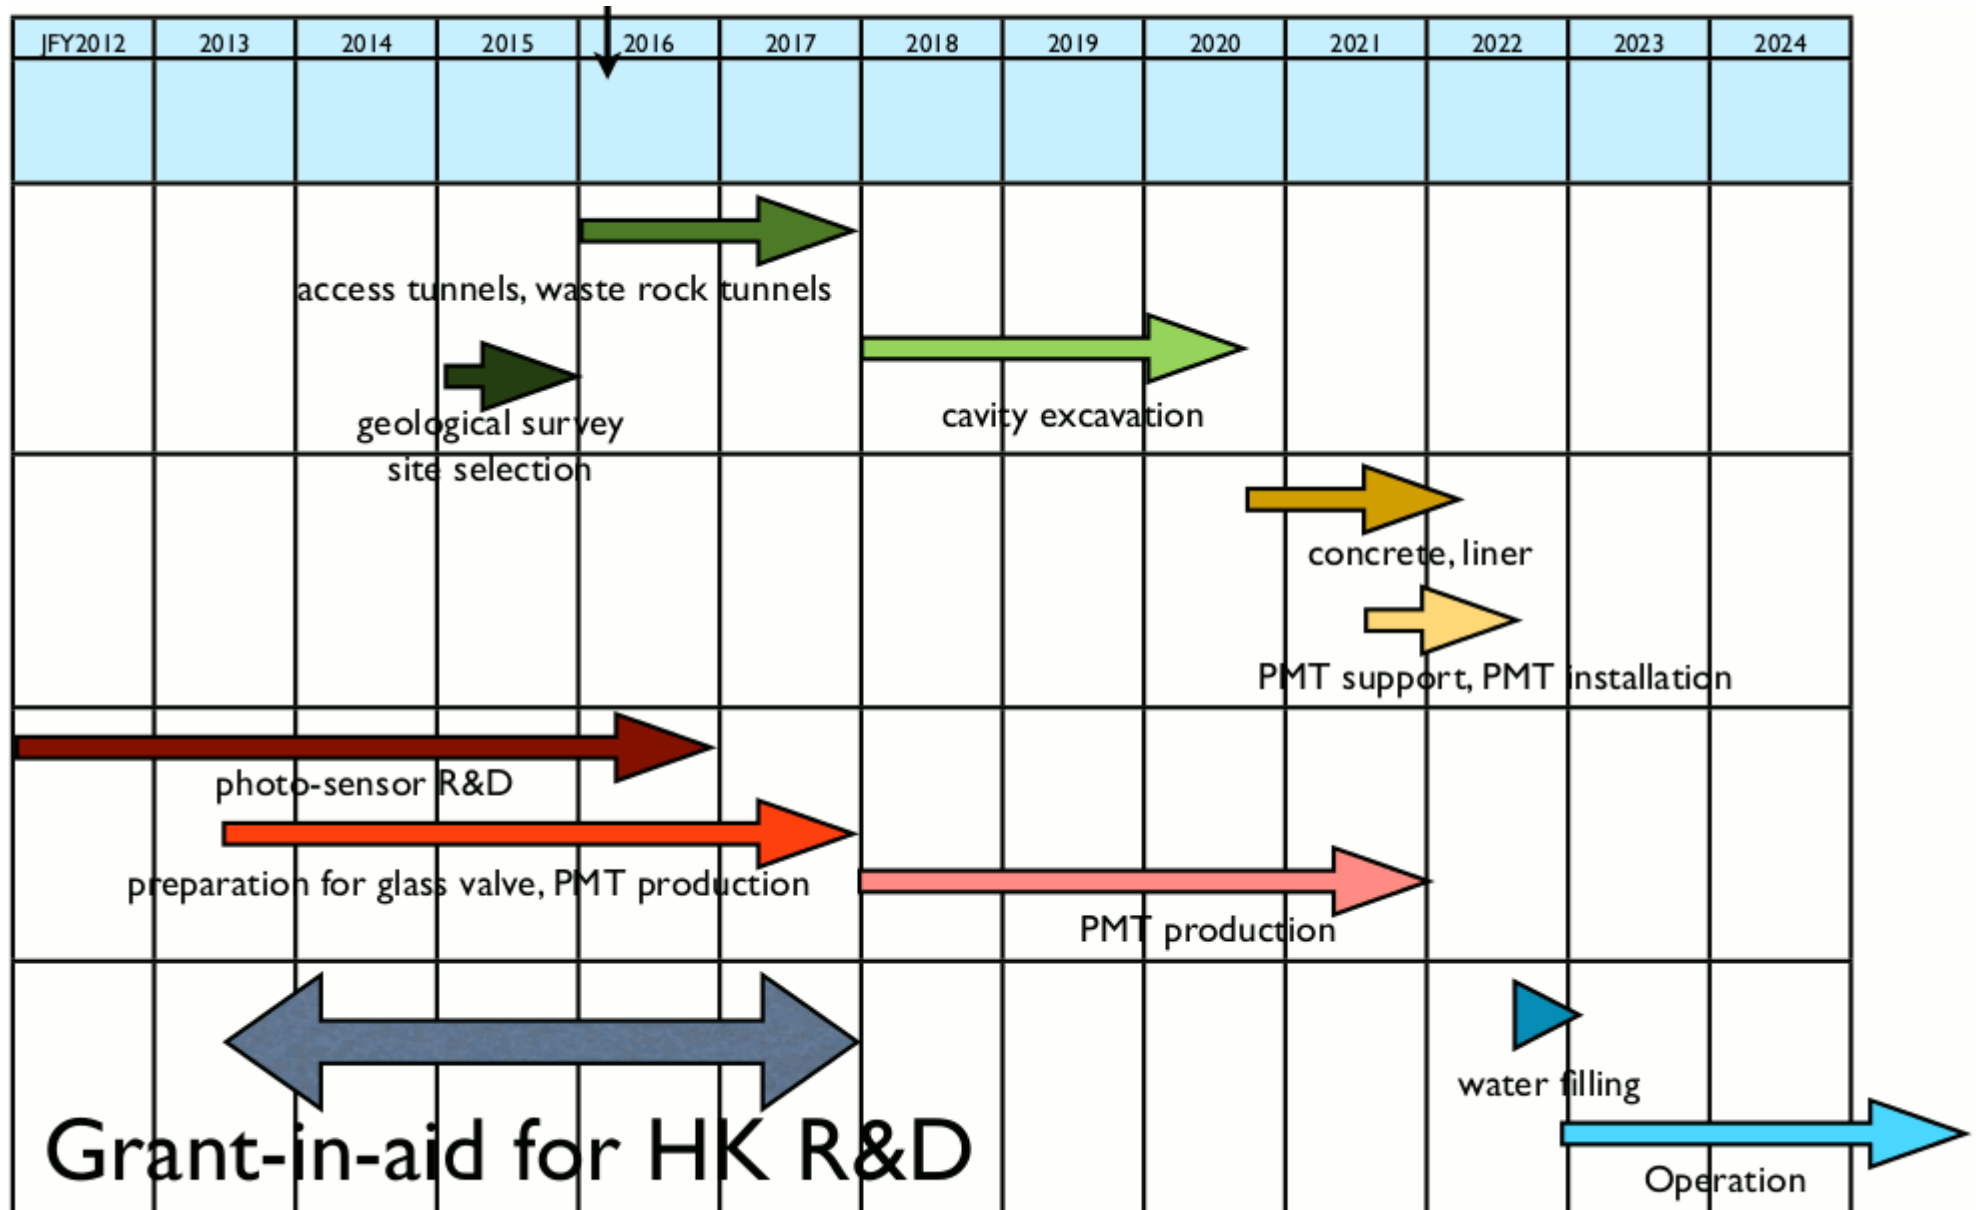 JFY2012 2013 2014 2015 2016 2017 2018 2019 2020 2021 2022 2023 2024
access tunnels, waste rock tunnels
geological survey
site selection
cavity excavation
concrete, liner
PMT support, PMT installation
photo-sensor R&D
preparation for glass valve, PMT production
PMT production
water filling
Grant-in-aid for HK R&D
Operation